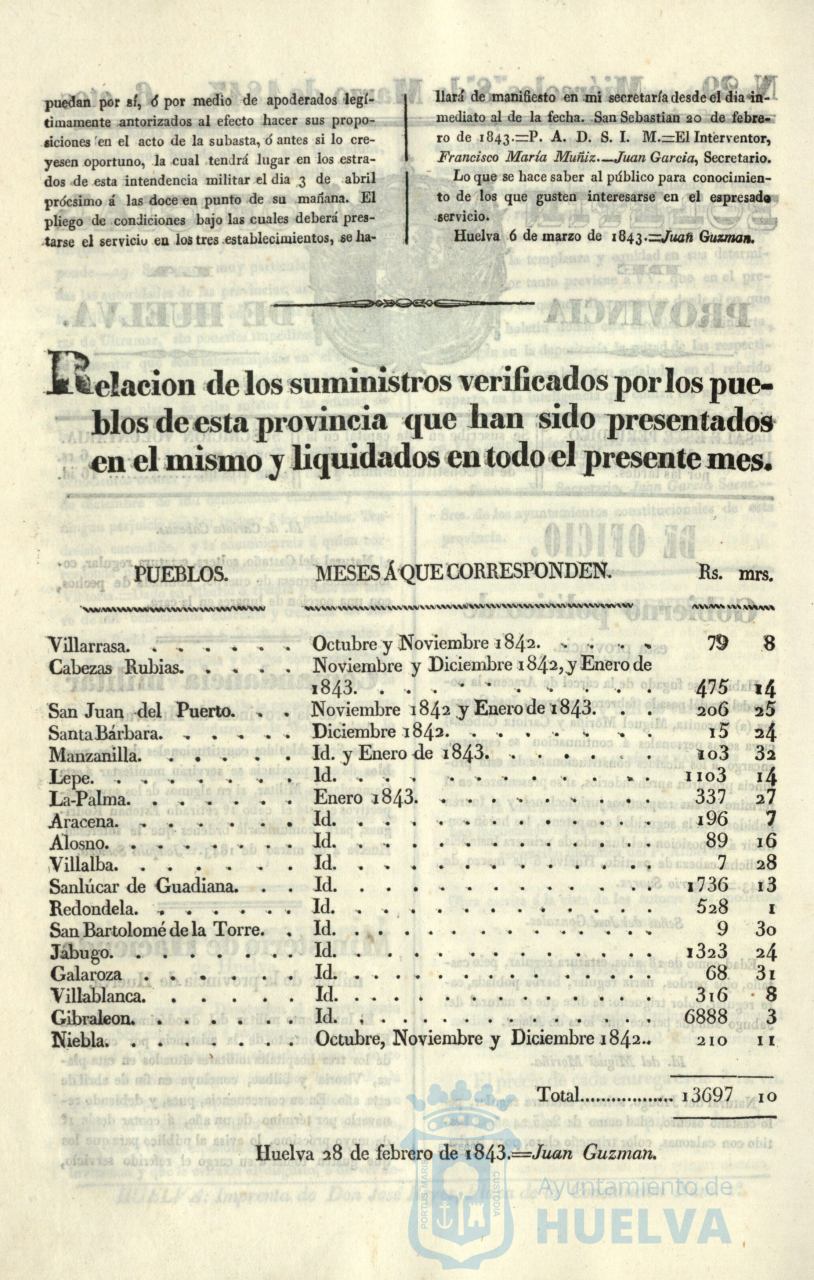 puedan por sí, ó por medio de apoderados legí-
timamente antorizados al efecto hacer sus propo-
siciones en el acto de la subasta, ó antes si lo cre-
yesen oportuno, la cual tendrá lugar en los estra-
dos de esta intendencia militar el dia 3 de abril
prócsimo á las doce en punto de su mañana. El
pliego de condiciones bajo las cuales deberá pres-
tarse el servicio en los tres establecimientos, se ha-
llará de manifiesto en mi secretaría desde el dia in-
mediato al de la fecha. San Sebastian 20 de febre-
ro de 1843.=P. A. D. S. I. M.=El Interventor,
Francisco María Muñiz.—Juan Garcia, Secretario.
Lo que se hace saber al público para conocimien-
to de los que gusten interesarse en el espresado
servicio.
Huelva 6 de marzo de 1843.=Juan Guzman.
Relacion de los suministros verificados por los pue-
blos de esta provincia que han sido presentados
en el mismo y liquidados en todo el presente mes.
PUEBLOS. MESES Á QUE CORRESPONDEN. Rs. mrs.
Villarrasa. . . . . . . Octubre y Noviembre 1842. . . . . 79 8
Cabezas Rubias. . . . . Noviembre y Diciembre 1842, y Enero de
1843. . . . . . . . . . . . 475 14
San Juan del Puerto. . . Noviembre 1842 y Enero de 1843. . . 206 25
Santa Bárbara. . . . . . Diciembre 1842. . . . . . . . . 15 24
Manzanilla. . . . . . Id. y Enero de 1843. . . . . . . 103 32
Lepe. . . . . . . . . Id. . . . . . . . . . . . . 1103 14
La-Palma. . . . . . . Enero 1843. . . . . . . . . . 337 27
Aracena. . . . . . . . Id. . . . . . . . . . . . . 196 7
Alosno. . . . . . . . Id. . . . . . . . . . . . . 89 16
Villalba. . . . . . . Id. . . . . . . . . . . . . 7 28
Sanlúcar de Guadiana. . . Id. . . . . . . . . . . . . 1736 13
Redondela. . . . . . . Id. . . . . . . . . . . . . 528 1
San Bartolomé de la Torre. . Id. . . . . . . . . . . . . 9 30
Jabugo. . . . . . . . Id. . . . . . . . . . . . . 1323 24
Galaroza . . . . . . Id. . . . . . . . . . . . . 68 31
Villablanca. . . . . . Id. . . . . . . . . . . . . 316 8
Gibraleon. . . . . . . Id. . . . . . . . . . . . . 6888 3
Niebla. . . . . . . . Octubre, Noviembre y Diciembre 1842.. 210 11
Total.................. 13697 10
Huelva 28 de febrero de 1843.=Juan Guzman.
PORTUS MARIS
CUSTODIA
Ayuntamiento de
HUELVA